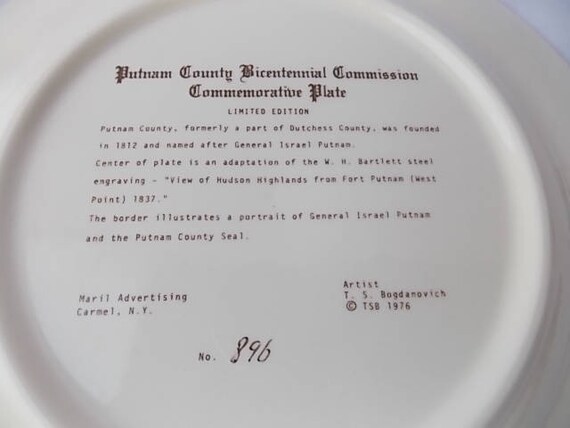 Putnam County Bicentennial Commission
Commemorative Plate
LIMITED EDITION
Putnam County, formerly a part of Dutchess County, was founded
in 1812 and named after General Israel Putnam.
Center of plate is an adaptation of the W. H. Bartlett steel
engraving - "View of Hudson Highlands from Fort Putnam (West
Point) 1837."
The border illustrates a portrait of General Israel Putnam
and the Putnam County Seal.
Maril Advertising
Carmel, N.Y.
Artist
T. S. Bogdanovich
© TSB 1976
No. 896